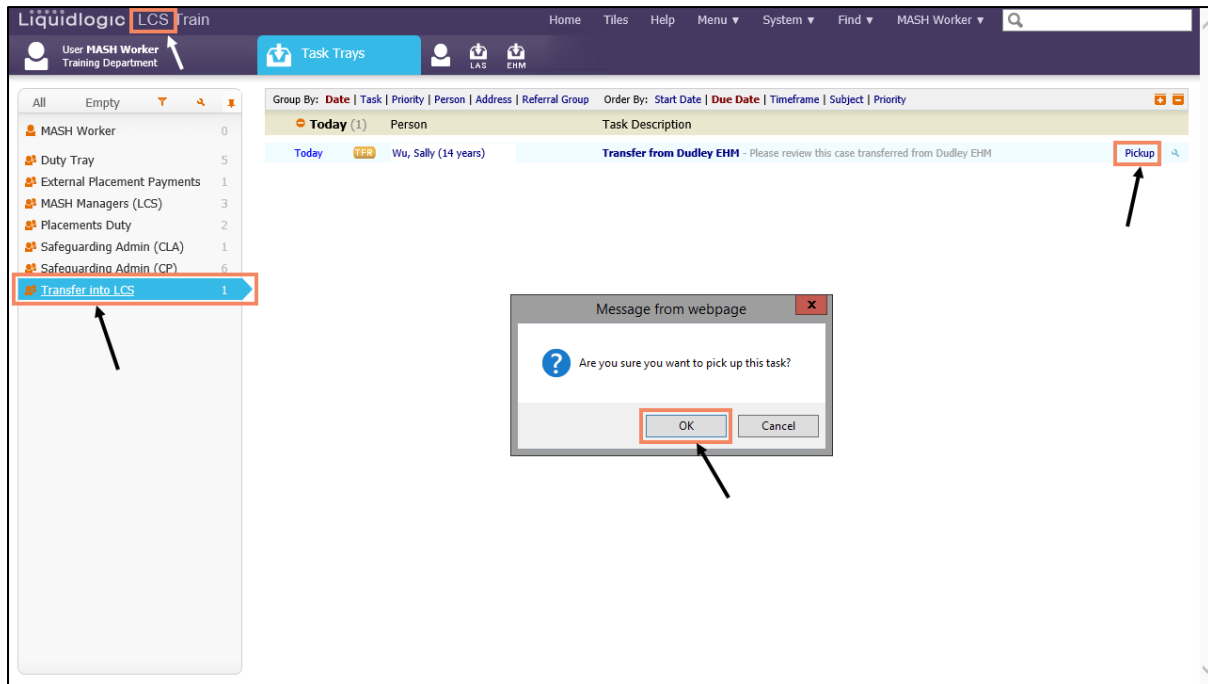 Liquidlogic LCS Train Home Tiles Help Menu ▼ System ▼ Find ▼ MASH Worker ▼
User MASH Worker
Training Department
Task Trays
LAS
EHM
All Empty
MASH Worker 0
Duty Tray 5
External Placement Payments 1
MASH Managers (LCS) 3
Placements Duty 2
Safeguarding Admin (CLA) 1
Safeguarding Admin (CP) 6
Transfer into LCS 1
Group By: Date | Task | Priority | Person | Address | Referral Group Order By: Start Date | Due Date | Timeframe | Subject | Priority
Today (1) Person Task Description
Today TFR Wu, Sally (14 years) Transfer from Dudley EHM - Please review this case transferred from Dudley EHM Pickup
Message from webpage x
? Are you sure you want to pick up this task?
OK Cancel